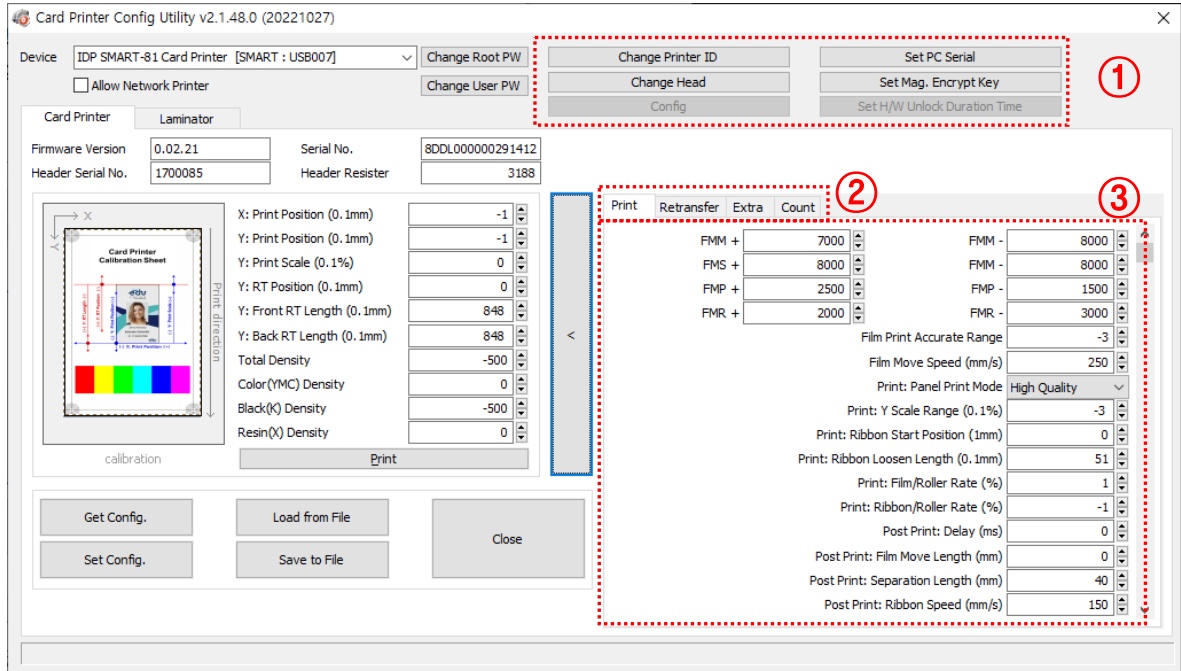 Card Printer Config Utility v2.1.48.0 (20221027)
Device IDP SMART-81 Card Printer [SMART : USB007] Change Root PW Change Printer ID Set PC Serial
Allow Network Printer Change User PW Change Head Set Mag. Encrypt Key
①
Config Set H/W Unlock Duration Time
Card Printer Laminator
Firmware Version 0.02.21 Serial No. 8DDL000000291412
Header Serial No. 1700085 Header Resister 3188
X
Y
Card Printer
Calibration Sheet
Print direction
calibration
X: Print Position (0.1mm) -1
Y: Print Position (0.1mm) -1
Y: Print Scale (0.1%) 0
Y: RT Position (0.1mm) 0
Y: Front RT Length (0.1mm) 848
Y: Back RT Length (0.1mm) 848
Total Density -500
Color(YMC) Density 0
Black(K) Density -500
Resin(X) Density 0
Print
<
Get Config. Load from File Close
Set Config. Save to File
Print Retransfer Extra Count ② ③
FMM + 7000 FMM - 8000
FMS + 8000 FMM - 8000
FMP + 2500 FMP - 1500
FMR + 2000 FMR - 3000
Film Print Accurate Range -3
Film Move Speed (mm/s) 250
Print: Panel Print Mode High Quality
Print: Y Scale Range (0.1%) -3
Print: Ribbon Start Position (1mm) 0
Print: Ribbon Loosen Length (0.1mm) 51
Print: Film/Roller Rate (%) 1
Print: Ribbon/Roller Rate (%) -1
Post Print: Delay (ms) 0
Post Print: Film Move Length (mm) 0
Post Print: Separation Length (mm) 40
Post Print: Ribbon Speed (mm/s) 150